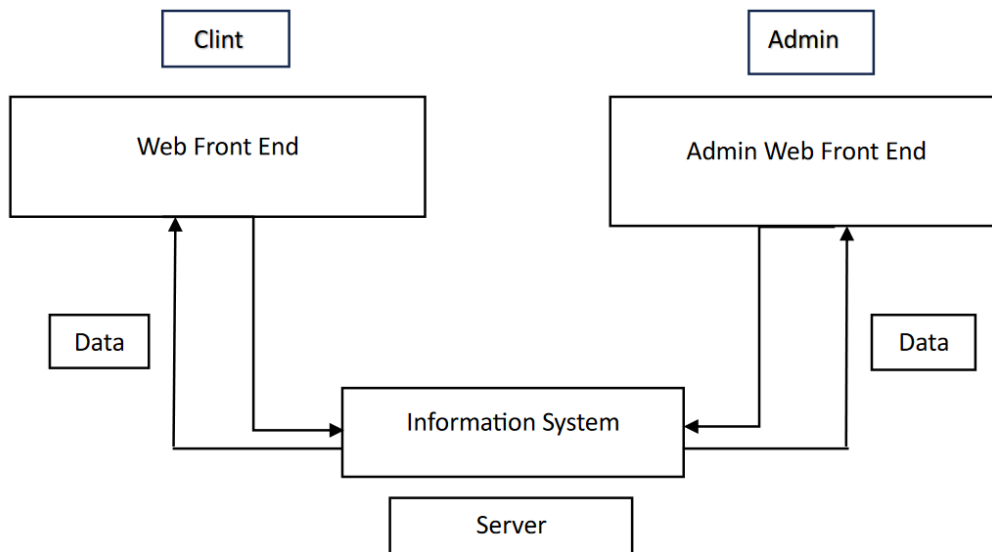 Clint
Admin
Web Front End
Admin Web Front End
Data
Data
Information System
Server